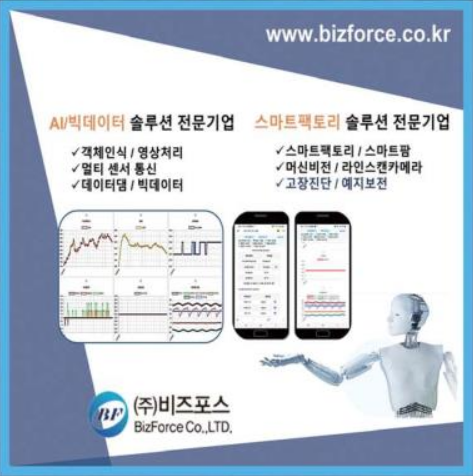 www.bizforce.co.kr
AI/빅데이터 솔루션 전문기업
✓객체인식 / 영상처리
✓멀티 센서 통신
✓데이터댐 / 빅데이터
스마트팩토리 솔루션 전문기업
✓스마트팩토리 / 스마트팜
✓머신비전 / 라인스캔카메라
✓고장진단 / 예지보전
BF
(주)비즈포스
BizForce Co.,LTD.